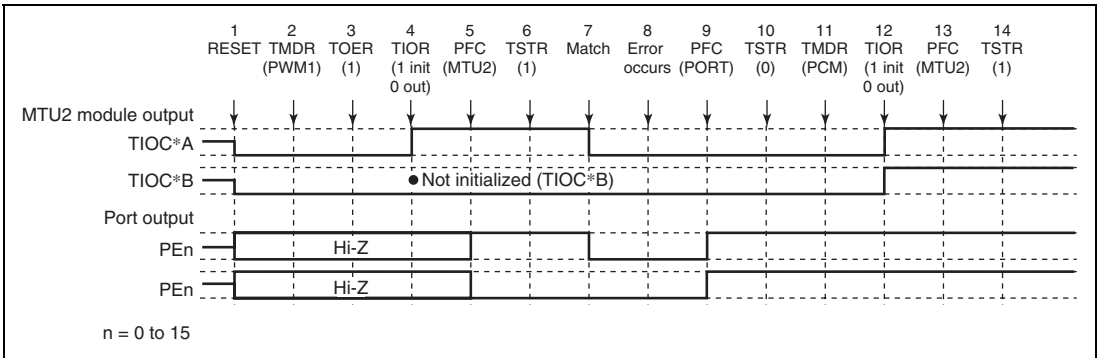 1 2 3 4 5 6 7 8 9 10 11 12 13 14
RESET TMDR TOER TIOR PFC TSTR Match Error PFC TSTR TMDR TIOR PFC TSTR
(PWM1) (1) (1 init (MTU2) (1) occurs (PORT) (0) (PCM) (1 init (MTU2) (1)
0 out) 0 out)
MTU2 module output
TIOC*A
TIOC*B
● Not initialized (TIOC*B)
Port output
PEn
Hi-Z
PEn
Hi-Z
n = 0 to 15